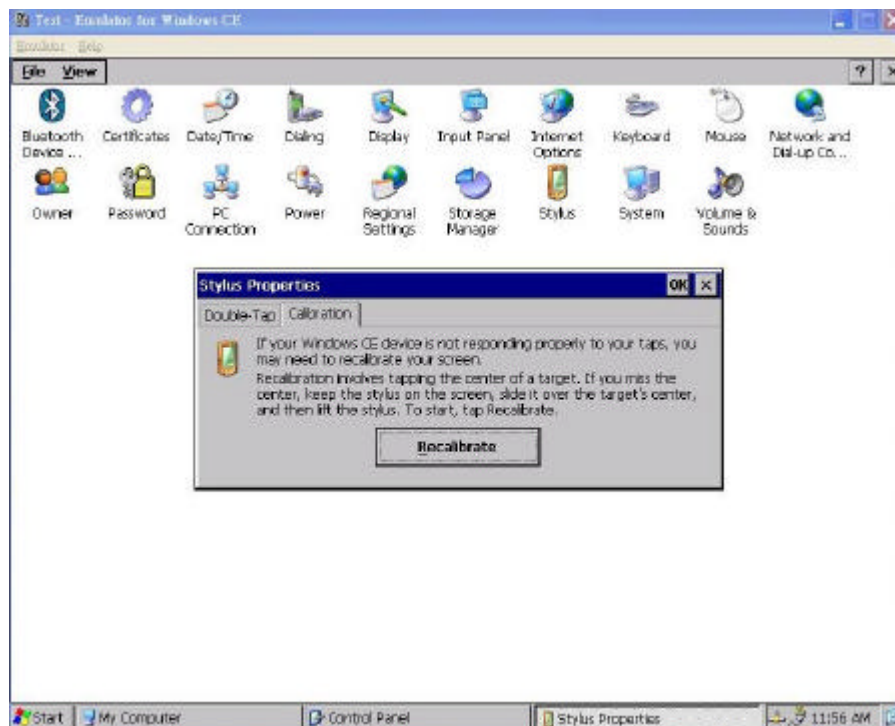 Test - Emulator for Windows CE
Emulator Help
File View ?
Bluetooth Device ...
Certificates
Date/Time
Dialing
Display
Input Panel
Internet Options
Keyboard
Mouse
Network and Dial-up Co...
Owner
Password
PC Connection
Power
Regional Settings
Storage Manager
Stylus
System
Volume & Sounds
Stylus Properties OK
Double-Tap Calibration
If your Windows CE device is not responding properly to your taps, you
may need to recalibrate your screen.
Recalibration involves tapping the center of a target. If you miss the
center, keep the stylus on the screen, slide it over the target's center,
and then lift the stylus. To start, tap Recalibrate.
Recalibrate
Start My Computer Control Panel Stylus Properties 11:56 AM